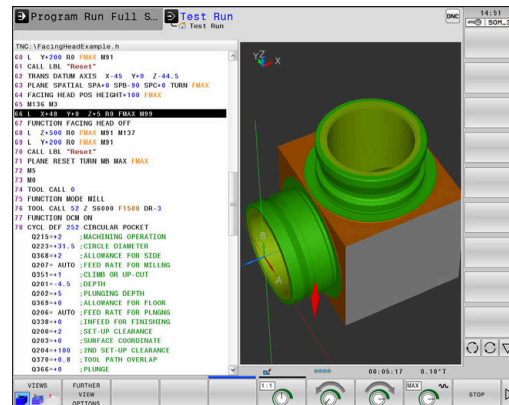 Program Run Full S...
Test Run
Test Run
DNC
14:51
TNC:\FacingHeadExample.h
60 L Y+200 R0 FMAX M91
61 CALL LBL "Reset"
62 TRANS DATUM AXIS X-45 Y+0 Z-44.5
63 PLANE SPATIAL SPA+0 SPB-90 SPC+0 TURN FMAX
64 FACING HEAD POS HEIGHT+100 FMAX
65 M136 M3
66 L X+48 Y+0 Z+5 R0 FMAX M99
67 FUNCTION FACING HEAD OFF
68 L Z+500 R0 FMAX M91 M137
69 L Y+200 R0 FMAX M91
70 CALL LBL "Reset"
71 PLANE RESET TURN MB MAX FMAX
72 M5
73 M0
74 TOOL CALL 0
75 FUNCTION MODE MILL
76 TOOL CALL 52 Z S6000 F1500 DR-3
77 FUNCTION DCM ON
78 CYCL DEF 252 CIRCULAR POCKET
Q215=+2 ;MACHINING OPERATION
Q223=+31.5 ;CIRCLE DIAMETER
Q368=+2 ;ALLOWANCE FOR SIDE
Q207= AUTO ;FEED RATE FOR MILLNG
Q351=+1 ;CLIMB OR UP-CUT
Q201=-4.5 ;DEPTH
Q202=+5 ;PLUNGING DEPTH
Q369=+0 ;ALLOWANCE FOR FLOOR
Q206= AUTO ;FEED RATE FOR PLNGNG
Q338=+0 ;INFEED FOR FINISHING
Q200=+2 ;SET-UP CLEARANCE
Q203=+0 ;SURFACE COORDINATE
Q204=+100 ;2ND SET-UP CLEARANCE
Q370=+0.8 ;TOOL PATH OVERLAP
Q366=+0 ;PLUNGE
Y Z X
B
A
00:05:17 0.10*T
VIEWS
FURTHER
VIEW
OPTIONS
1:1
MAX
STOP